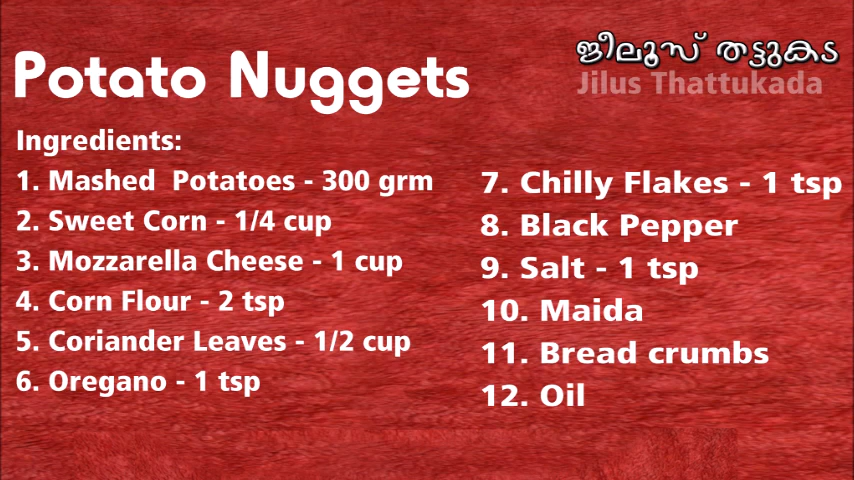 Potato Nuggets
ജീലൂസ് തട്ടുകട
Jilus Thattukada
Ingredients:
1. Mashed  Potatoes - 300 grm
2. Sweet Corn - 1/4 cup
3. Mozzarella Cheese - 1 cup
4. Corn Flour - 2 tsp
5. Coriander Leaves - 1/2 cup
6. Oregano - 1 tsp
7. Chilly Flakes - 1 tsp
8. Black Pepper
9. Salt - 1 tsp
10. Maida
11. Bread crumbs
12. Oil